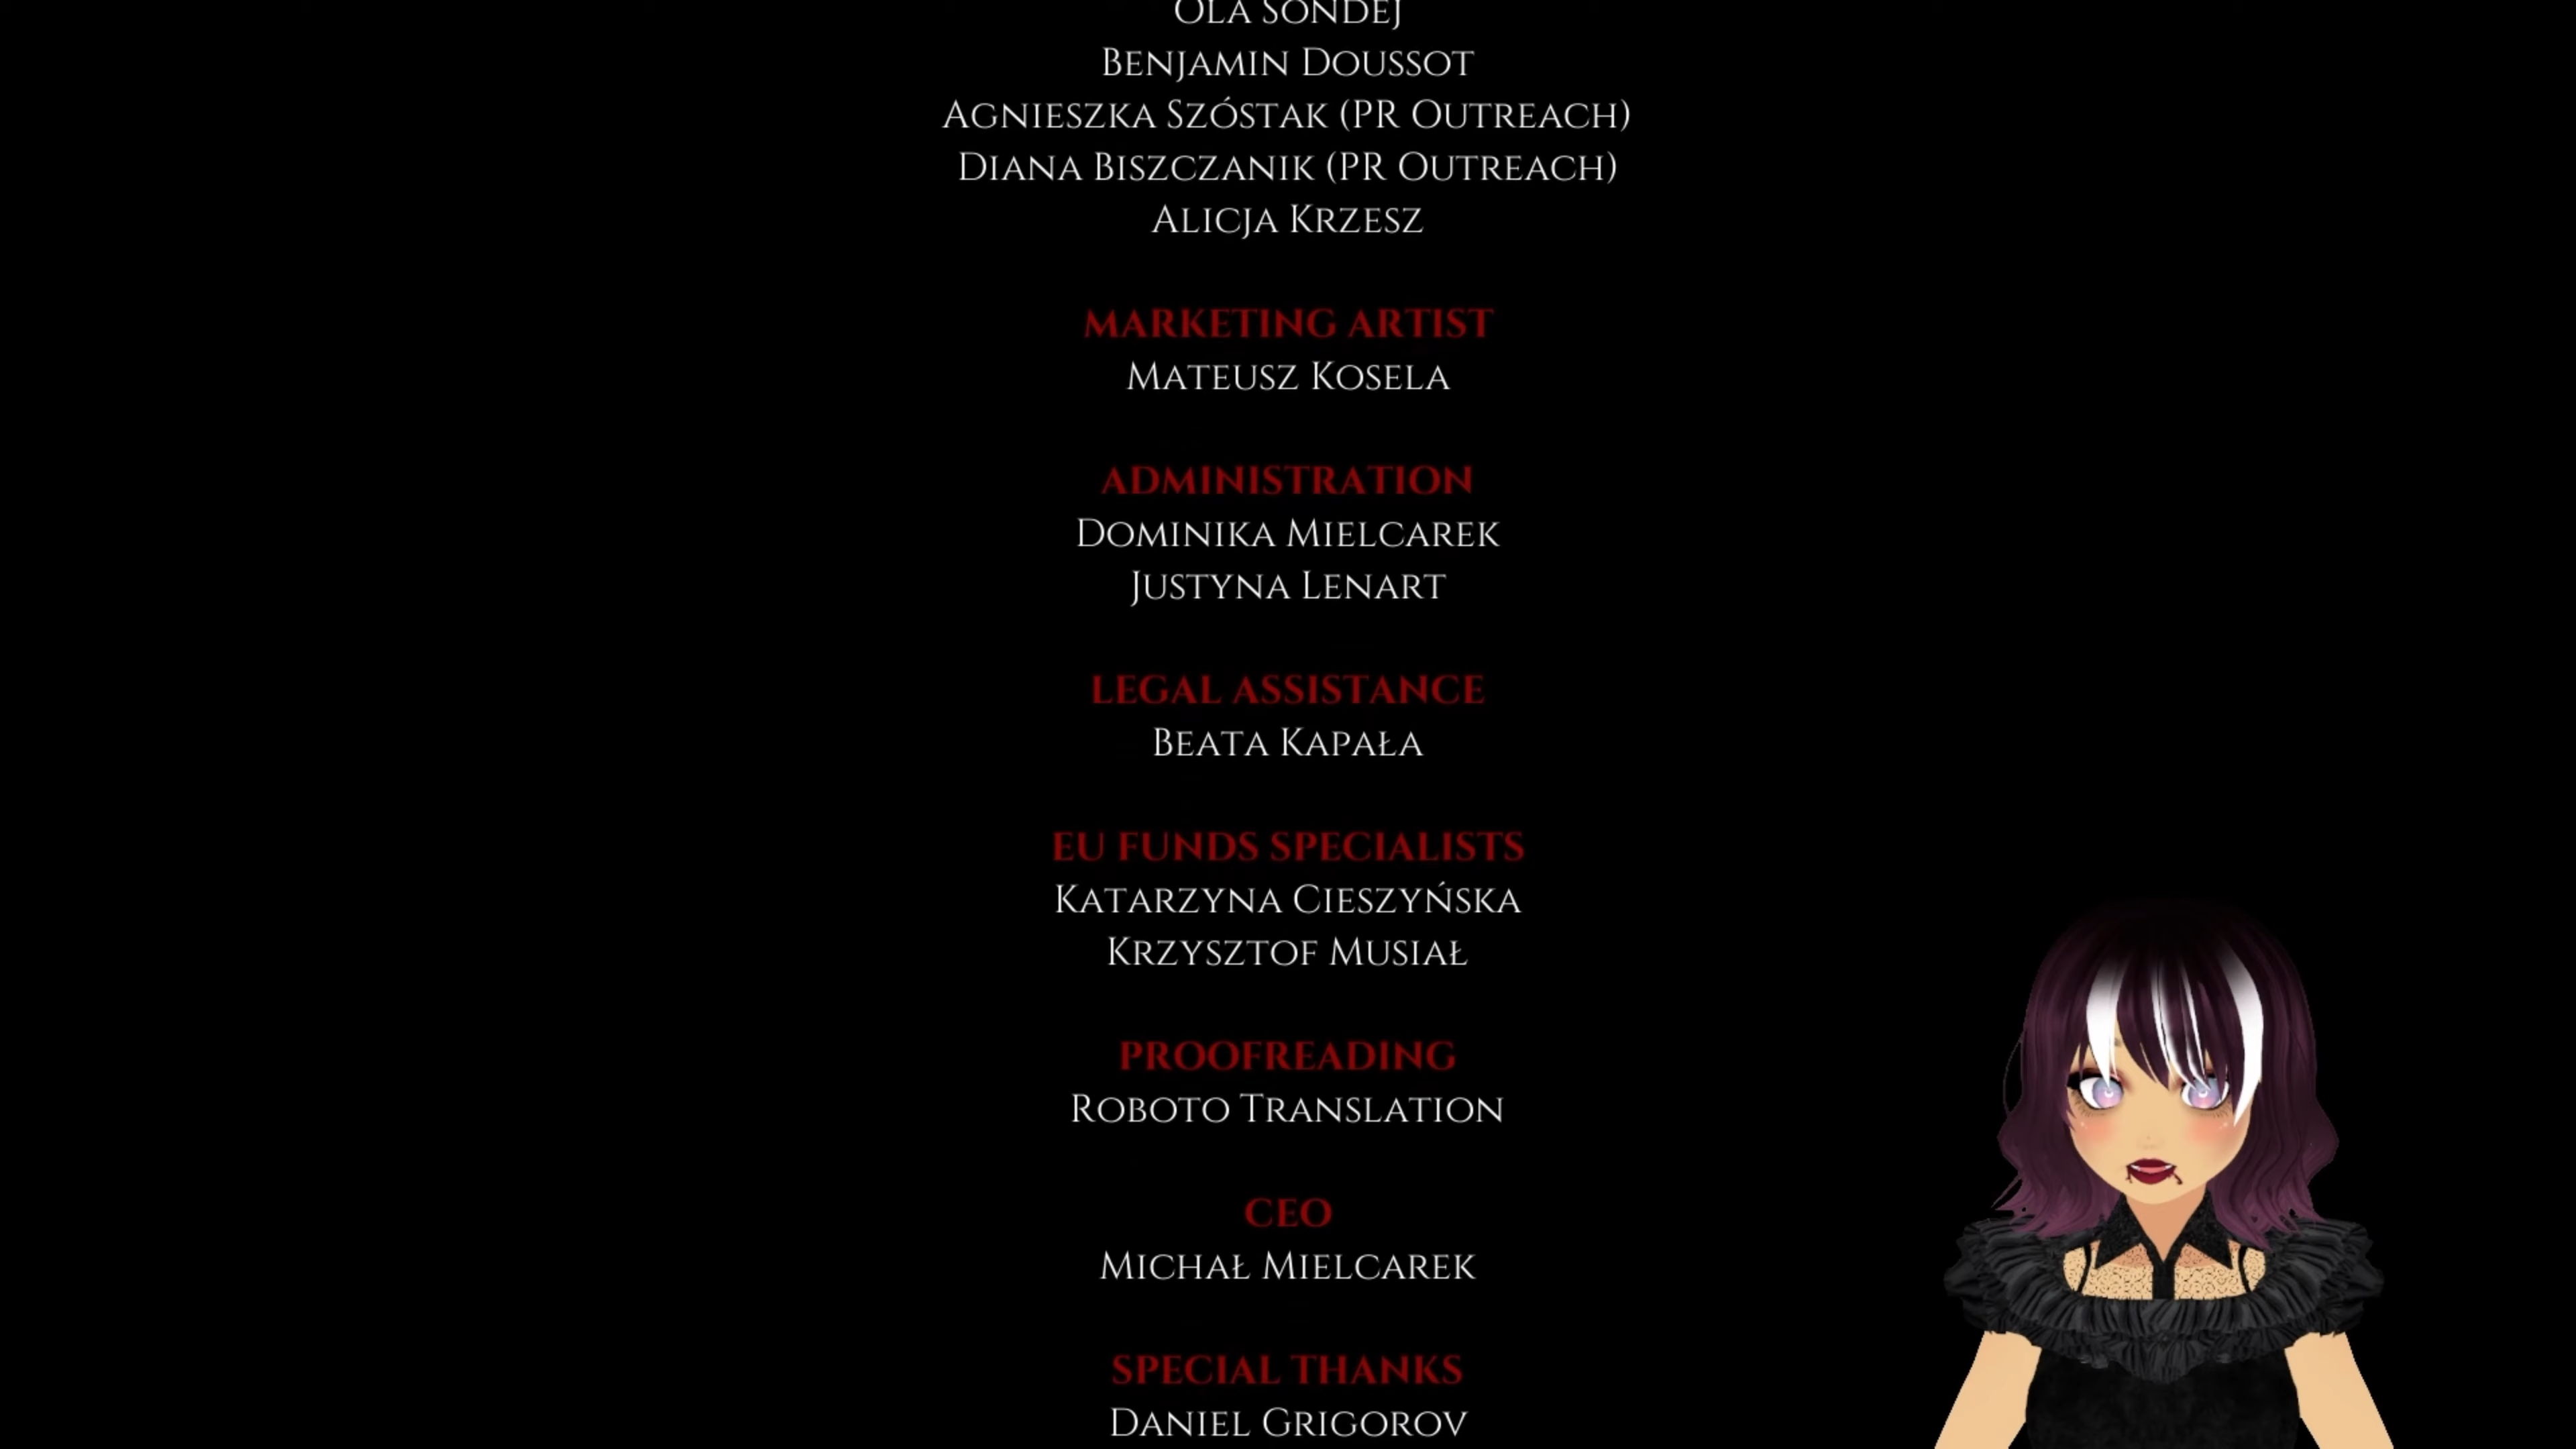 Ola Sondej
Benjamin Doussot
Agnieszka Szóstak (PR Outreach)
Diana Biszczanik (PR Outreach)
Alicja Krzesz
MARKETING ARTIST
Mateusz Kosela
ADMINISTRATION
Dominika Mielcarek
Justyna Lenart
LEGAL ASSISTANCE
Beata Kapała
EU FUNDS SPECIALISTS
Katarzyna Cieszyńska
Krzysztof Musiał
PROOFREADING
Roboto Translation
CEO
Michał Mielcarek
SPECIAL THANKS
Daniel Grigorov